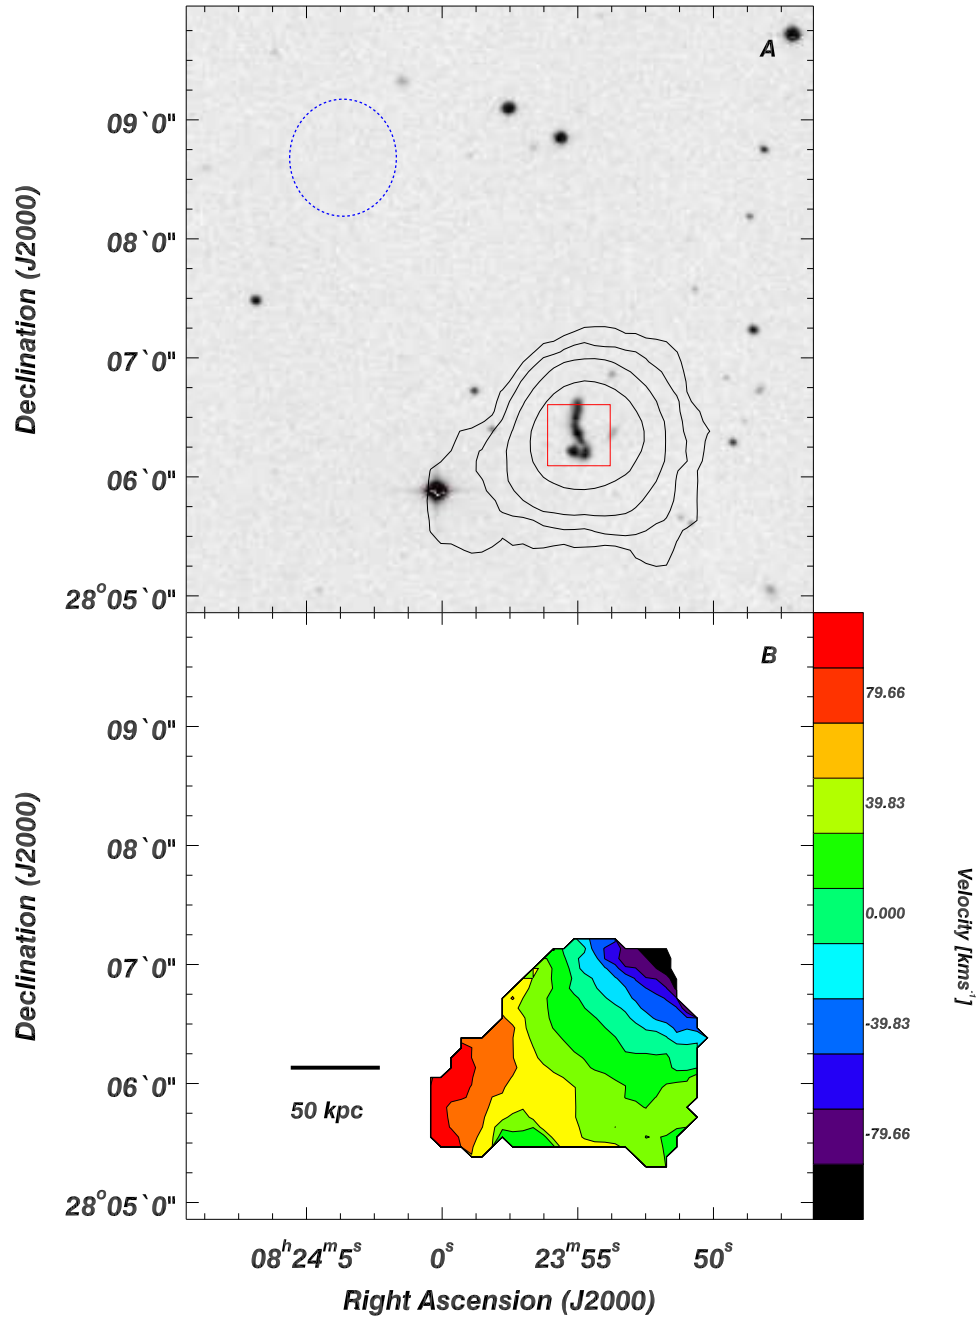 A
09`0"
08`0"
07`0"
06`0"
28°05`0"
Declination (J2000)
B
09`0"
08`0"
07`0"
06`0"
28°05`0"
Declination (J2000)
50 kpc
79.66
39.83
0.000
-39.83
-79.66
Velocity [kms⁻¹]
08ʰ24ᵐ5ˢ 0ˢ 23ᵐ55ˢ 50ˢ
Right Ascension (J2000)